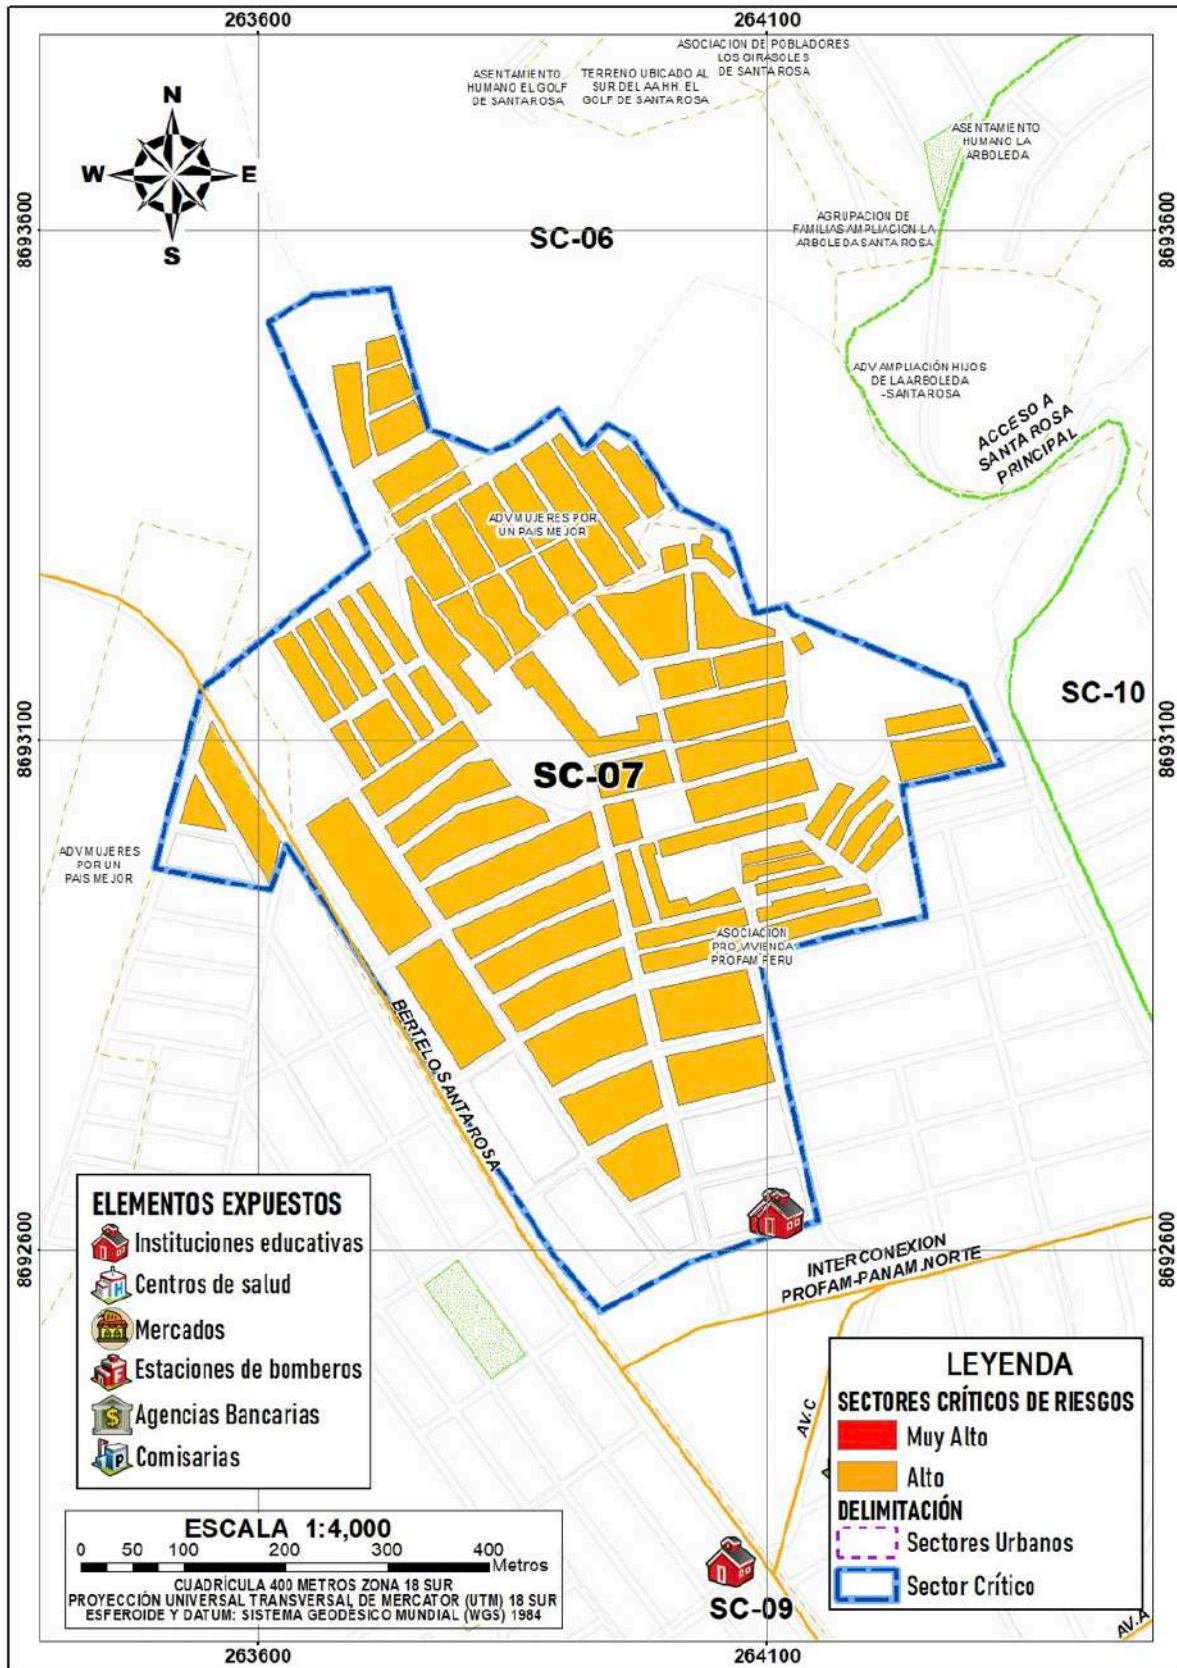 263600
264100
ASENTAMIENTO
HUMANO EL GOLF
DE SANTA ROSA
TERRENO UBICADO AL
SUR DEL AA.HH. EL
GOLF DE SANTA ROSA
ASOCIACION DE POBLADORES
LOS GIRASOLES
DE SANTA ROSA
ASENTAMIENTO
HUMANO LA
ARBOLEDA
N
W
E
S
8693600
8693600
SC-06
AGRUPACION DE
FAMILIAS AMPLIACION LA
ARBOLEDA SANTA ROSA
ADV AMPLIACIÓN HIJOS
DE LA ARBOLEDA
-SANTA ROSA
ACCESO A
SANTA ROSA
PRINCIPAL
ADV MUJERES POR
UN PAIS MEJOR
SC-10
8693100
8693100
SC-07
ADV MUJERES
POR UN
PAIS MEJOR
ASOCIACION
PRO VIVIENDA
PROFAM PERU
BERTELO SANTA ROSA
8692600
8692600
INTERCONEXION
PROFAM-PANAM.NORTE
ELEMENTOS EXPUESTOS
Instituciones educativas
Centros de salud
H
Mercados
Estaciones de bomberos
F
Agencias Bancarias
$
Comisarias
P
AV. C
LEYENDA
SECTORES CRÍTICOS DE RIESGOS
Muy Alto
Alto
DELIMITACIÓN
Sectores Urbanos
Sector Crítico
ESCALA 1:4,000
0 50 100 200 300 400
Metros
CUADRÍCULA 400 METROS ZONA 18 SUR
PROYECCIÓN UNIVERSAL TRANSVERSAL DE MERCATOR (UTM) 18 SUR
ESFEROIDE Y DATUM: SISTEMA GEODÉSICO MUNDIAL (WGS) 1984
SC-09
AV. A
263600
264100